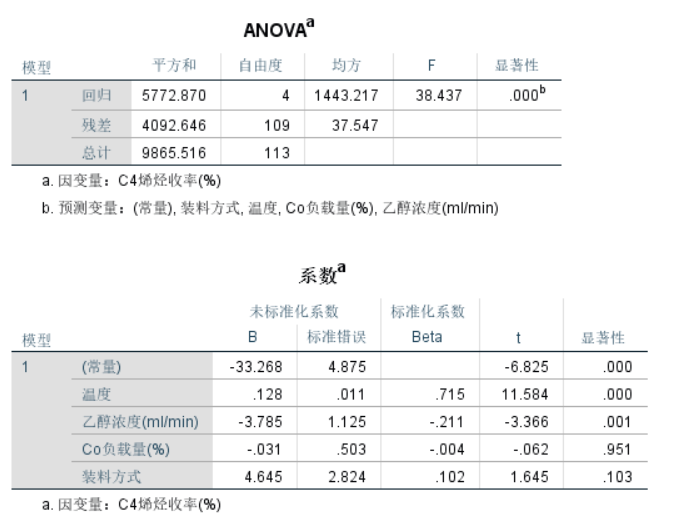 ANOVAa
模型 平方和 自由度 均方 F 显著性
1 回归 5772.870 4 1443.217 38.437 .000b
残差 4092.646 109 37.547
总计 9865.516 113
a. 因变量：C4烯烃收率(%)
b. 预测变量：(常量), 装料方式, 温度, Co负载量(%), 乙醇浓度(ml/min)
系数a
未标准化系数 标准化系数
模型 B 标准错误 Beta t 显著性
1 (常量) -33.268 4.875 -6.825 .000
温度 .128 .011 .715 11.584 .000
乙醇浓度(ml/min) -3.785 1.125 -.211 -3.366 .001
Co负载量(%) -.031 .503 -.004 -.062 .951
装料方式 4.645 2.824 .102 1.645 .103
a. 因变量：C4烯烃收率(%)